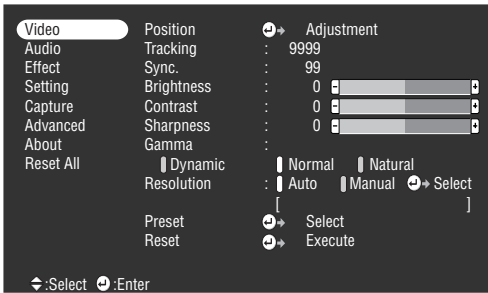 Video Position Adjustment
Audio Tracking : 9999
Effect Sync. : 99
Setting Brightness : 0 - +
Capture Contrast : 0 - +
Advanced Sharpness : 0 - +
About Gamma :
Reset All Dynamic Normal Natural
Resolution : Auto Manual Select
[ ]
Preset Select
Reset Execute
:Select :Enter